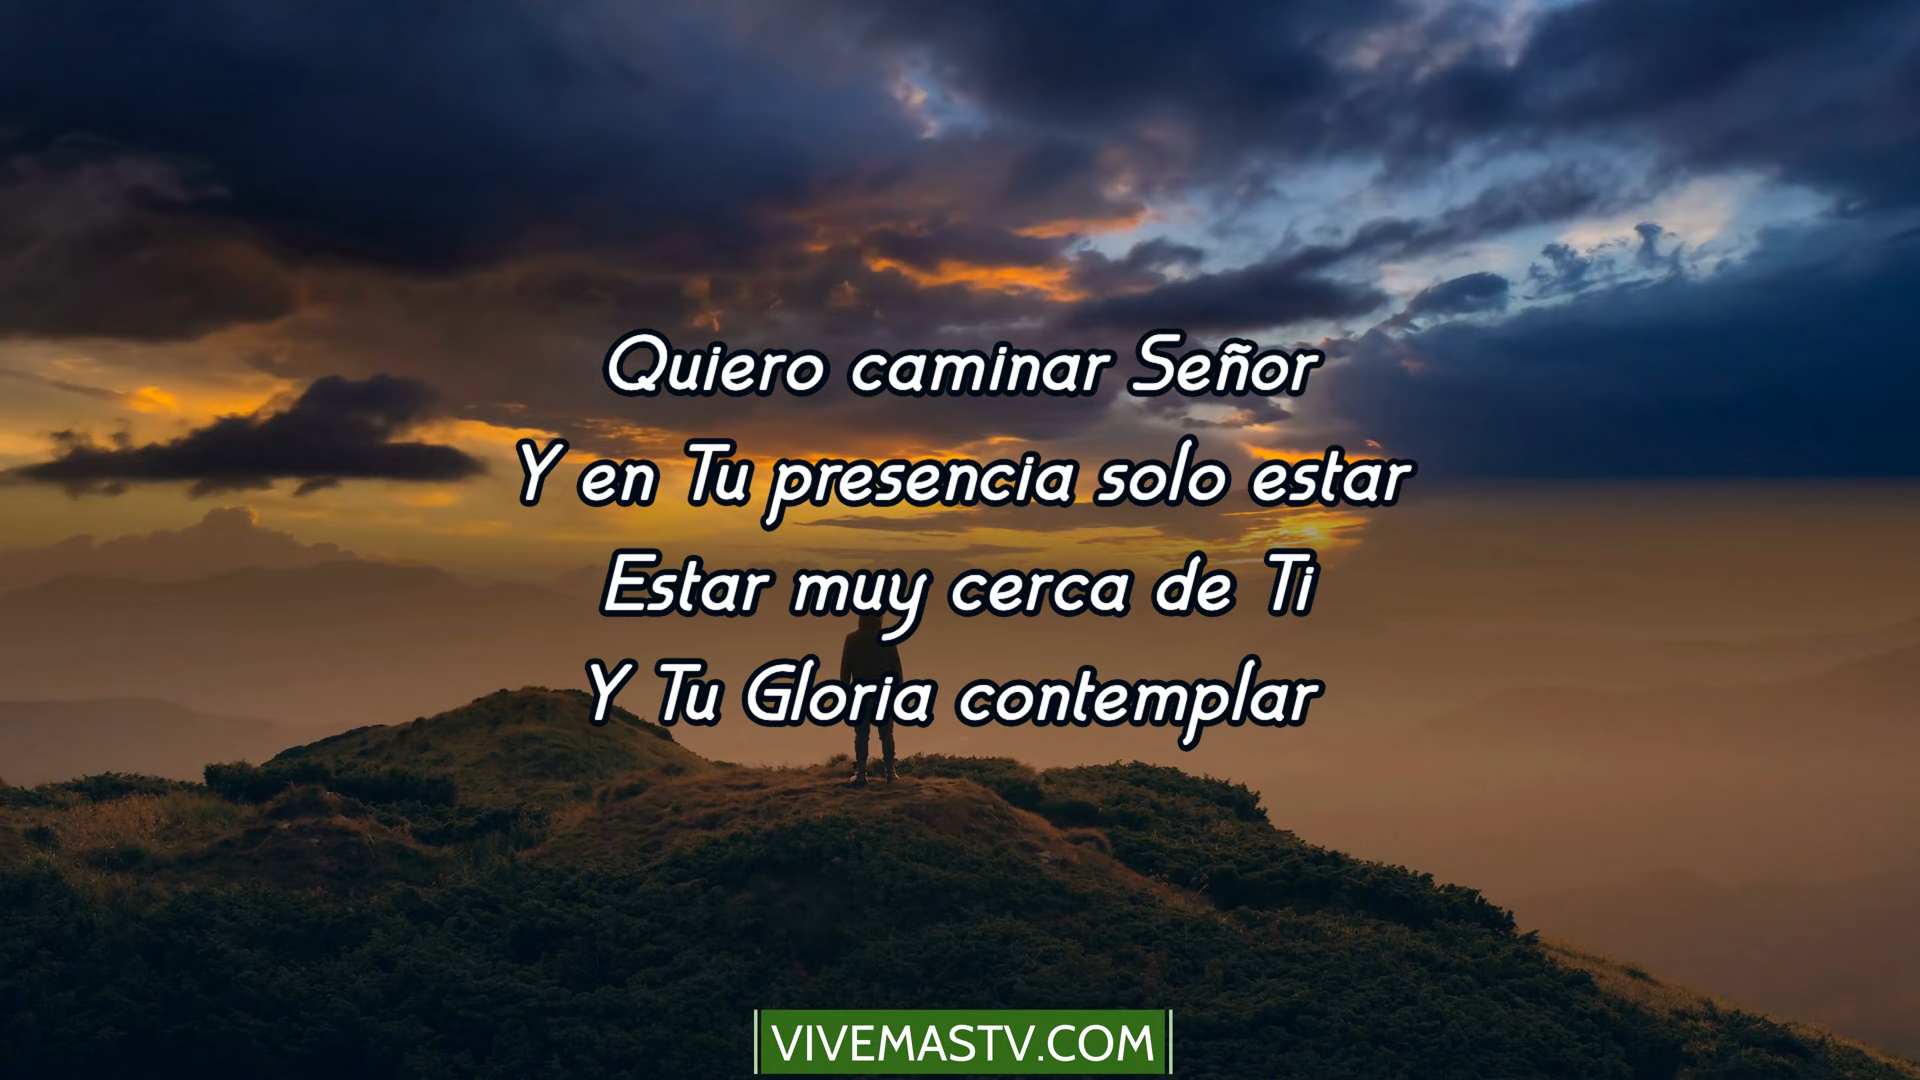 Quiero caminar Señor
Y en Tu presencia solo estar
Estar muy cerca de Ti
Y Tu Gloria contemplar
VIVEMASTV.COM